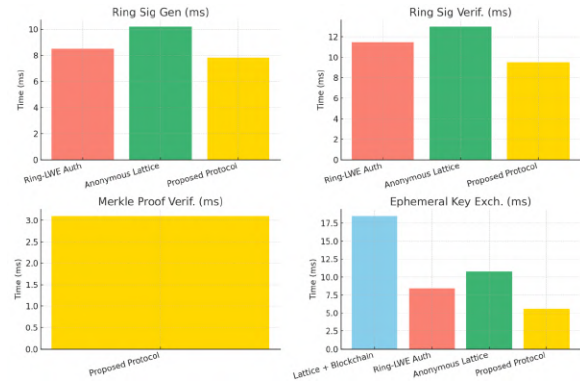 Ring Sig Gen (ms)
10
8
6
4
2
0
Time (ms)
Ring-LWE Auth
Anonymous Lattice
Proposed Protocol
Ring Sig Verif. (ms)
12
10
8
6
4
2
0
Time (ms)
Ring-LWE Auth
Anonymous Lattice
Proposed Protocol
Merkle Proof Verif. (ms)
3.0
2.5
2.0
1.5
1.0
0.5
0.0
Time (ms)
Proposed Protocol
Ephemeral Key Exch. (ms)
17.5
15.0
12.5
10.0
7.5
5.0
2.5
0.0
Time (ms)
Lattice + Blockchain
Ring-LWE Auth
Anonymous Lattice
Proposed Protocol